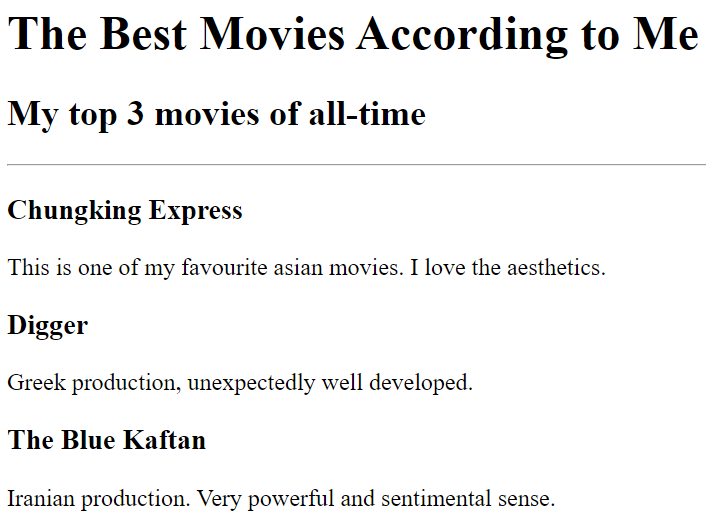 The Best Movies According to Me
My top 3 movies of all-time
Chungking Express
This is one of my favourite asian movies. I love the aesthetics.
Digger
Greek production, unexpectedly well developed.
The Blue Kaftan
Iranian production. Very powerful and sentimental sense.